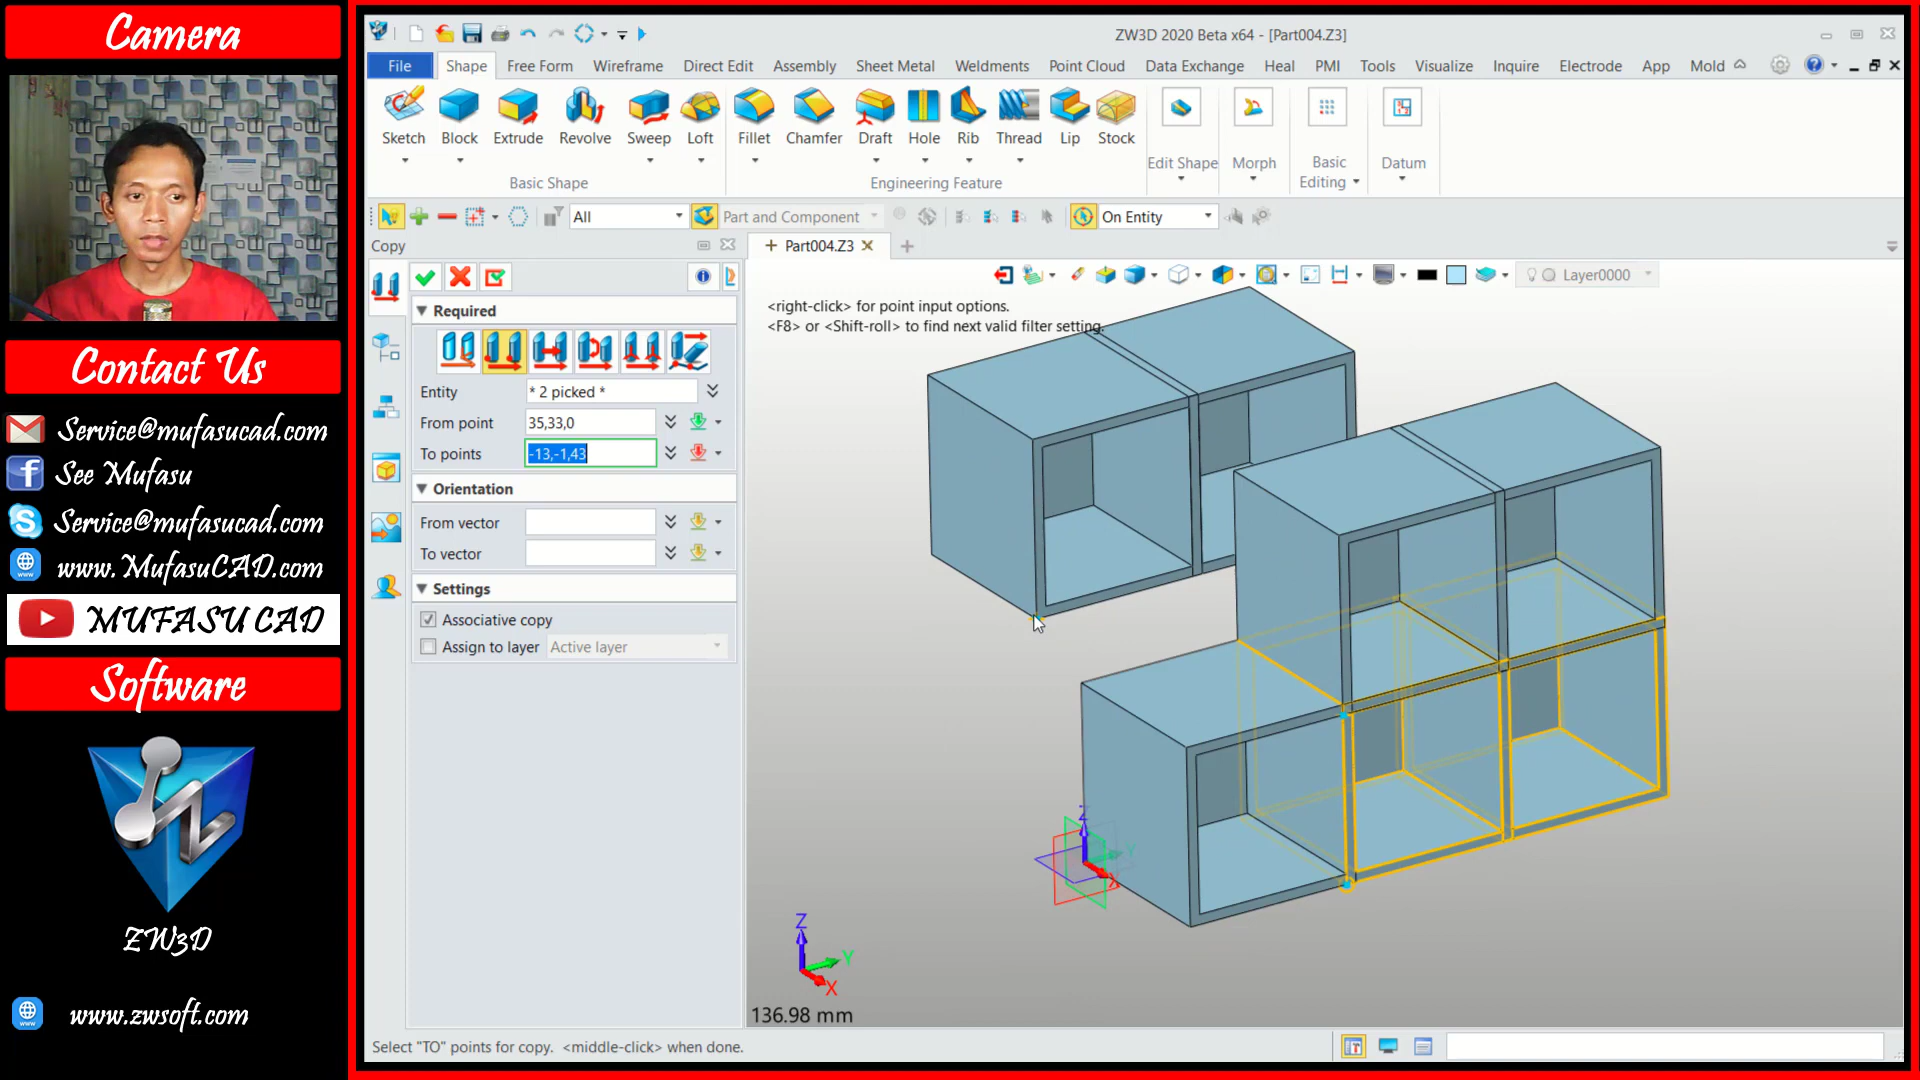 Camera
Contact Us
Service@mufasucad.com
See Mufasu
Service@mufasucad.com
www. MufasuCAD.com
MUFASU CAD
Software
ZW3D
www.zwsoft.com
ZW3D 2020 Beta x64 - [Part004.Z3]
File Shape Free Form Wireframe Direct Edit Assembly Sheet Metal Weldments Point Cloud Data Exchange Heal PMI Tools Visualize Inquire Electrode App Mold
Sketch Block Extrude Revolve Sweep Loft Fillet Chamfer Draft Hole Rib Thread Lip Stock
Edit Shape Morph Basic Editing Datum
Basic Shape Engineering Feature
All Part and Component On Entity
Copy
Part004.Z3
Layer0000
<right-click> for point input options.
<F8> or <Shift-roll> to find next valid filter setting.
Required
Entity * 2 picked *
From point 35,33,0
To points -13,-1,43
Orientation
From vector
To vector
Settings
Associative copy
Assign to layer Active layer
Z
Y
X
Z
Y
X
136.98 mm
Select "TO" points for copy. <middle-click> when done.